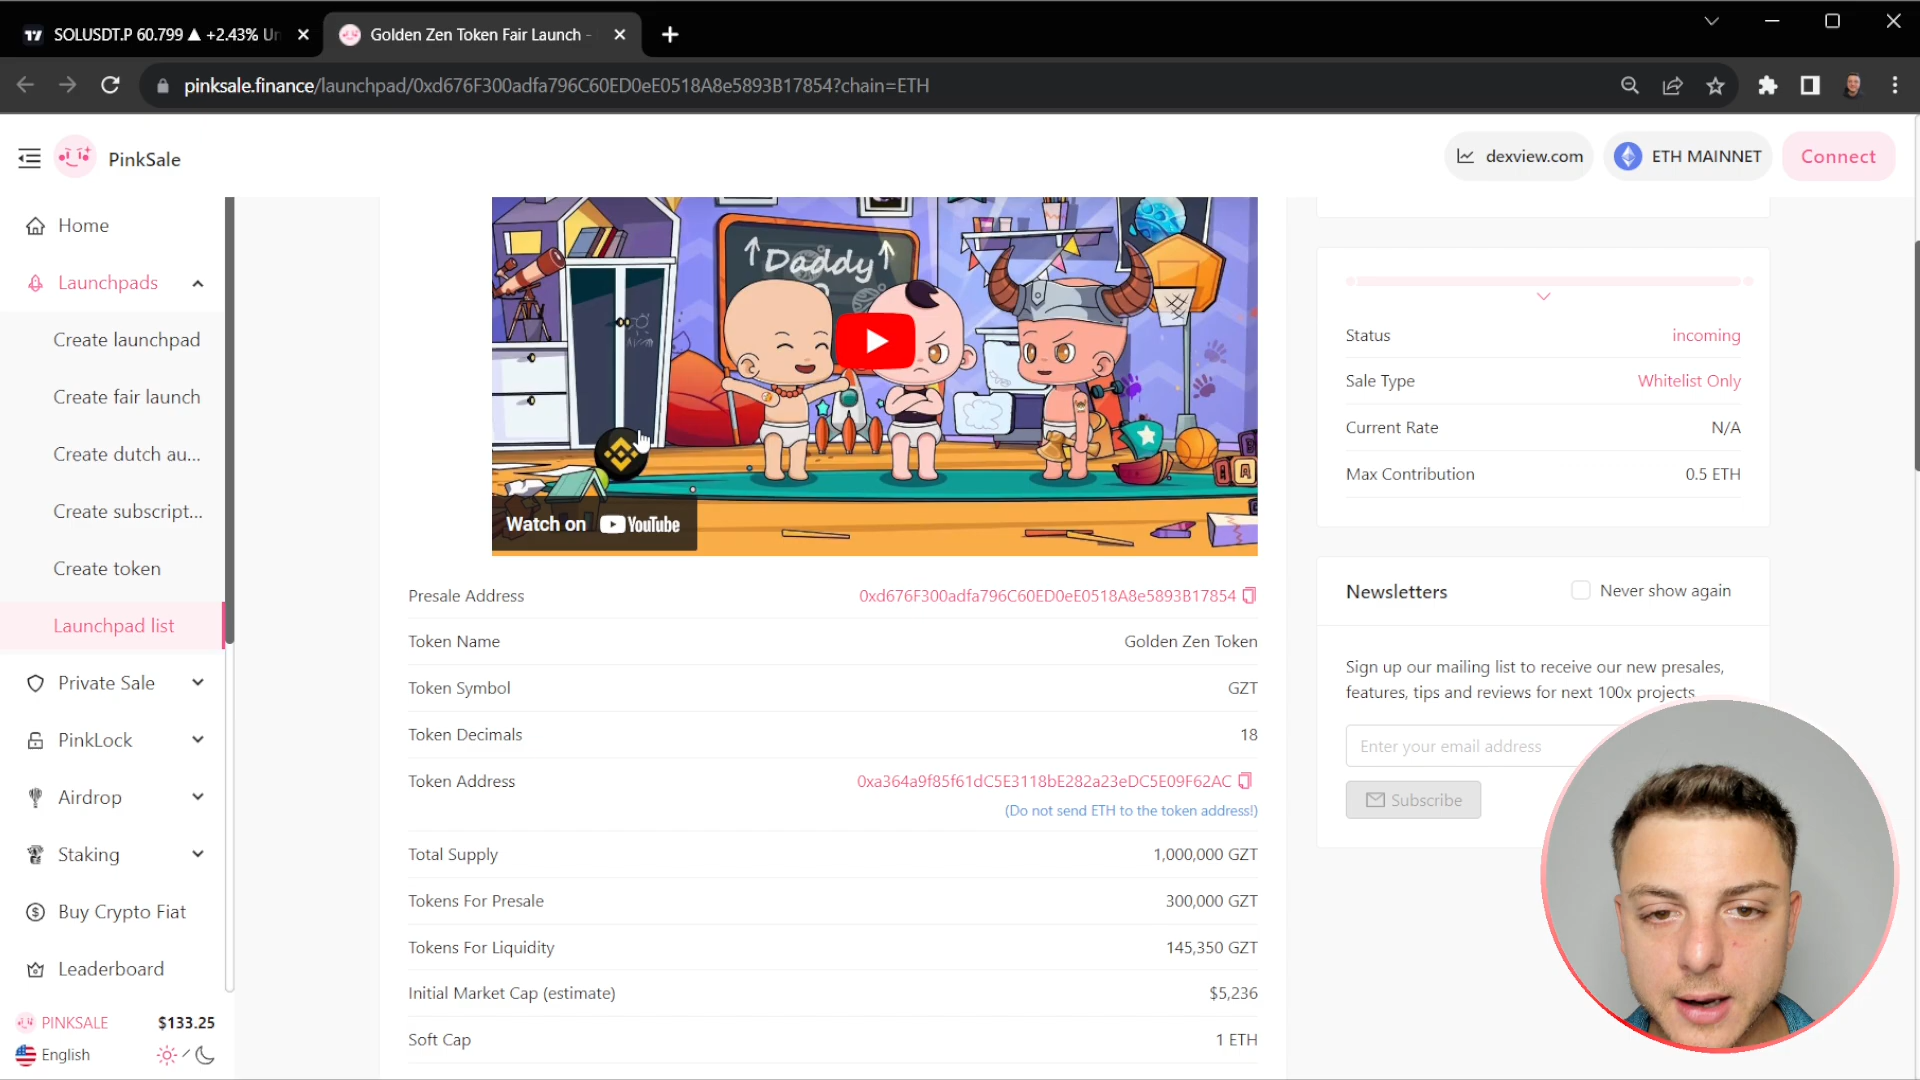 SOLUSDT.P 60.799 ▲ +2.43% Un
Golden Zen Token Fair Launch -
pinksale.finance/launchpad/0xd676F300adfa796C60ED0eE0518A8e5893B17854?chain=ETH
PinkSale
dexview.com
ETH MAINNET
Connect
Home
Launchpads
Create launchpad
Create fair launch
Create dutch au...
Create subscript...
Create token
Launchpad list
Private Sale
PinkLock
Airdrop
Staking
Buy Crypto Fiat
Leaderboard
PINKSALE $133.25
English
↑ Daddy ↑
Watch on YouTube
Presale Address 0xd676F300adfa796C60ED0eE0518A8e5893B17854
Token Name Golden Zen Token
Token Symbol GZT
Token Decimals 18
Token Address 0xa364a9f85f61dC5E3118bE282a23eDC5E09F62AC
(Do not send ETH to the token address!)
Total Supply 1,000,000 GZT
Tokens For Presale 300,000 GZT
Tokens For Liquidity 145,350 GZT
Initial Market Cap (estimate) $5,236
Soft Cap 1 ETH
Status incoming
Sale Type Whitelist Only
Current Rate N/A
Max Contribution 0.5 ETH
Newsletters
Never show again
Sign up our mailing list to receive our new presales,
features, tips and reviews for next 100x projects
Enter your email address
Subscribe